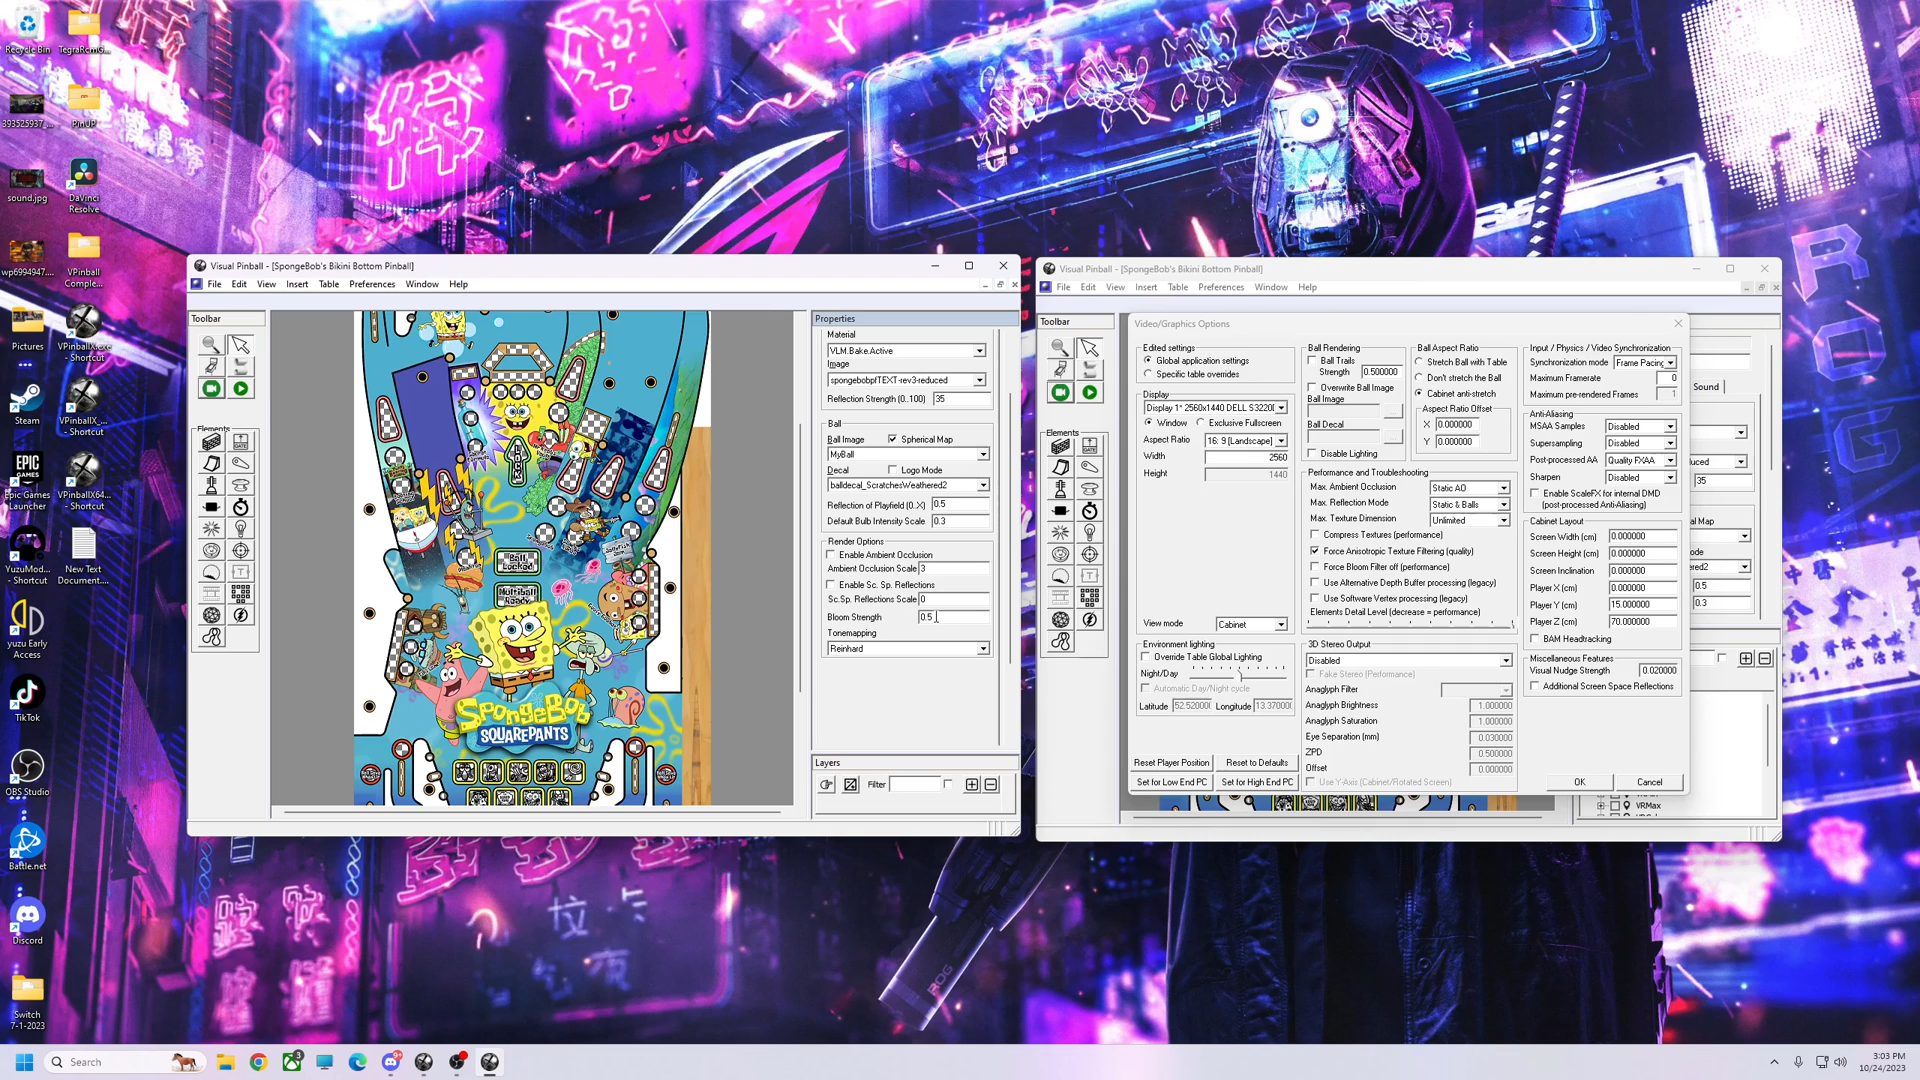 Recycle Bin
TegraRcmG...
393525937_...
PinUP
sound.jpg
DaVinci
Resolve
wp6994947....
VPinball
Comple...
Pictures
VPinballX.exe
- Shortcut
Steam
VPinballX_...
- Shortcut
Epic Games
Launcher
VPinballX64...
- Shortcut
YuzuMod...
- Shortcut
New Text
Document....
yuzu Early
Access
TikTok
OBS Studio
Battle.net
Discord
Switch
7-1-2023
Visual Pinball - [SpongeBob's Bikini Bottom Pinball]
File Edit View Insert Table Preferences Window Help
Toolbar
Elements
Ball
Locked
Multiball
Ready
SpongeBob
SQUAREPANTS
Properties
Material
VLM.Bake.Active
Image
spongebobpfTEXT-rev3-reduced
Reflection Strength (0..100) 35
Ball
Ball Image Spherical Map
MyBall
Decal Logo Mode
balldecal_ScratchesWeathered2
Reflection of Playfield (0..X) 0.5
Default Bulb Intensity Scale 0.3
Render Options
Enable Ambient Occlusion
Ambient Occlusion Scale 3
Enable Sc. Sp. Reflections
Sc.Sp. Reflections Scale 0
Bloom Strength 0.5
Tonemapping
Reinhard
Layers
Filter
Visual Pinball - [SpongeBob's Bikini Bottom Pinball]
File Edit View Insert Table Preferences Window Help
Toolbar
Elements
Video/Graphics Options
Edited settings
Global application settings
Specific table overrides
Display
Display 1* 2560x1440 DELL S3220
Window Exclusive Fullscreen
Aspect Ratio 16: 9 [Landscape]
Width 2560
Height 1440
View mode Cabinet
Environment lighting
Override Table Global Lighting
Night/Day
Automatic Day/Night cycle
Latitude 52.52000 Longitude 13.37000
Reset Player Position Reset to Defaults
Set for Low End PC Set for High End PC
Ball Rendering
Ball Trails
Strength 0.500000
Overwrite Ball Image
Ball Image
Ball Decal
Disable Lighting
Ball Aspect Ratio
Stretch Ball with Table
Don't stretch the Ball
Cabinet anti-stretch
Aspect Ratio Offset
X 0.000000
Y 0.000000
Performance and Troubleshooting
Max. Ambient Occlusion Static AO
Max. Reflection Mode Static & Balls
Max. Texture Dimension Unlimited
Compress Textures (performance)
Force Anisotropic Texture Filtering (quality)
Force Bloom Filter off (performance)
Use Alternative Depth Buffer processing (legacy)
Use Software Vertex processing (legacy)
Elements Detail Level (decrease = performance)
3D Stereo Output
Disabled
Fake Stereo (Performance)
Anaglyph Filter
Anaglyph Brightness 1.000000
Anaglyph Saturation 1.000000
Eye Separation (mm) 0.030000
ZPD 0.500000
Offset 0.000000
Use Y-Axis (Cabinet/Rotated Screen)
Input / Physics / Video Synchronization
Synchronization mode Frame Pacing
Maximum Framerate 0
Maximum pre-rendered Frames 1
Anti-Aliasing
MSAA Samples Disabled
Supersampling Disabled
Post-processed AA Quality FXAA
Sharpen Disabled
Enable ScaleFX for internal DMD
(post-processed Anti-Aliasing)
Cabinet Layout
Screen Width (cm) 0.000000
Screen Height (cm) 0.000000
Screen Inclination 0.000000
Player X (cm) 0.000000
Player Y (cm) 15.000000
Player Z (cm) 70.000000
BAM Headtracking
Miscellaneous Features
Visual Nudge Strength 0.020000
Additional Screen Space Reflections
OK Cancel
Sound
uced
35
al Map
ode
ered2
0.5
0.3
VRMax
ROG
Search
3
9+
3:03 PM
10/24/2023